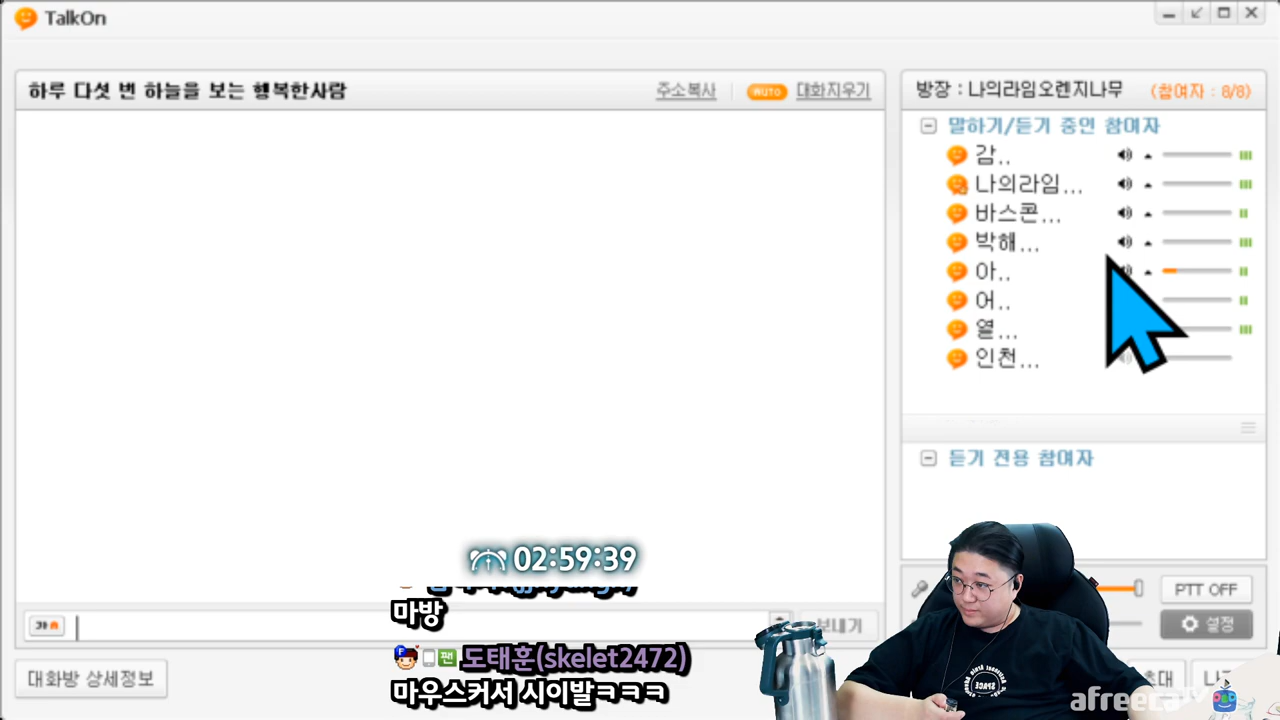 TalkOn
하루 다섯 번 하늘을 보는 행복한사람
주소복사
AUTO
대화지우기
방장 : 나의라임오렌지나무
(참여자 : 8/8)
말하기/듣기 중인 참여자
감..
나의라임...
바스콘...
박해...
아..
어..
열...
인천...
듣기 전용 참여자
02:59:39
마방
도태훈(skelet2472)
마우스커서 시이발ㅋㅋㅋ
보내기
PTT OFF
설정
대화방 상세정보
초대
SPACE
afreeca